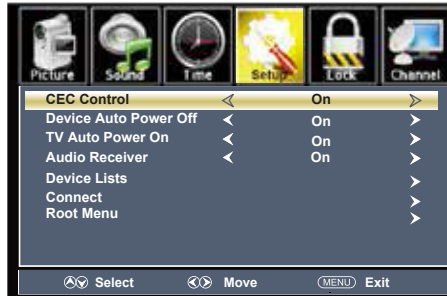 Picture Sound Time Setup Lock Channel
CEC Control On
Device Auto Power Off On
TV Auto Power On On
Audio Receiver On
Device Lists
Connect
Root Menu
Select Move MENU Exit